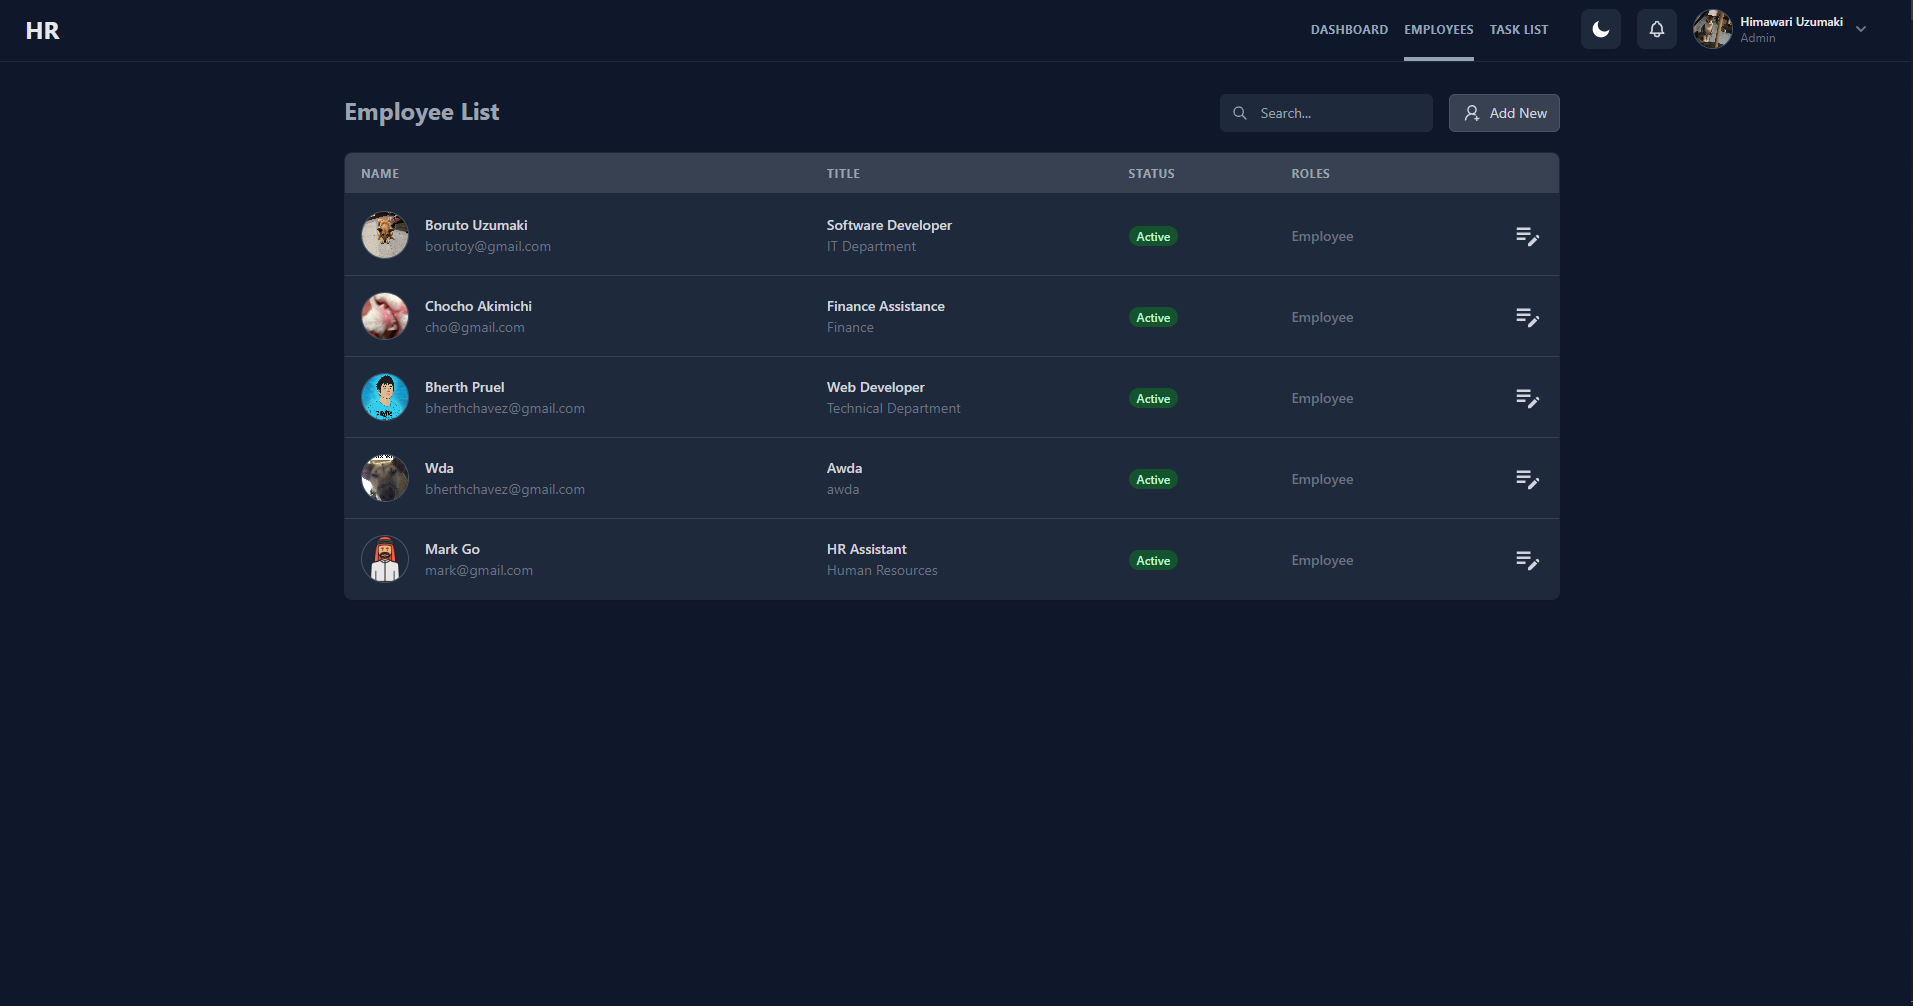 HR
DASHBOARD EMPLOYEES TASK LIST
Himawari Uzumaki
Admin
Employee List
Search...
Add New
NAME TITLE STATUS ROLES
Boruto Uzumaki Software Developer
borutoy@gmail.com IT Department
Active Employee
Chocho Akimichi Finance Assistance
cho@gmail.com Finance
Active Employee
Bherth Pruel Web Developer
bherthchavez@gmail.com Technical Department
Active Employee
Wda Awda
bherthchavez@gmail.com awda
Active Employee
Mark Go HR Assistant
mark@gmail.com Human Resources
Active Employee